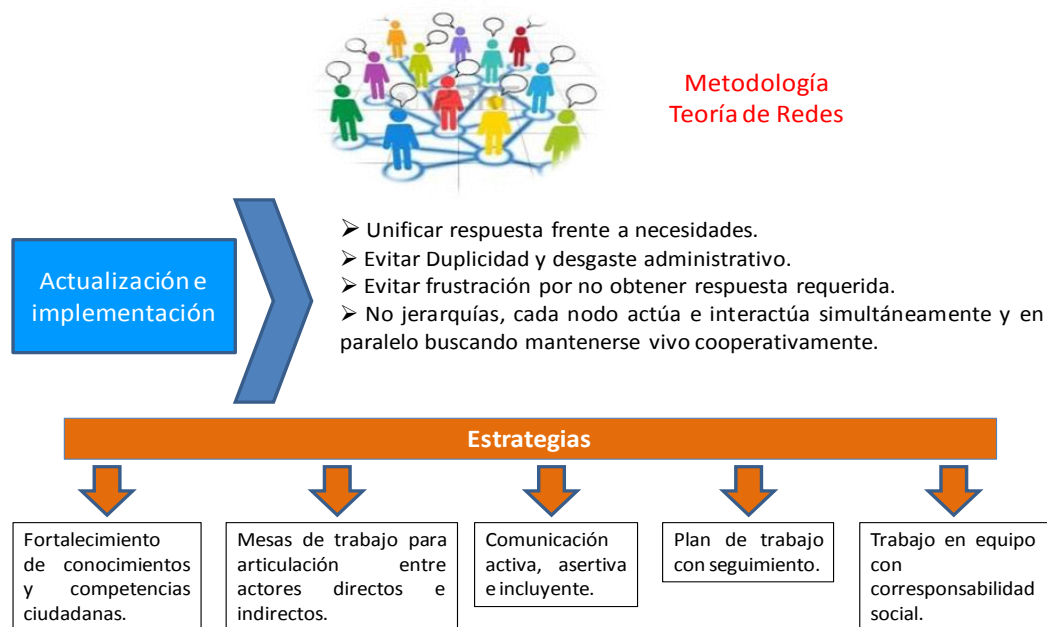 Metodología
Teoría de Redes
Actualización e
implementación
➢ Unificar respuesta frente a necesidades.
➢ Evitar Duplicidad y desgaste administrativo.
➢ Evitar frustración por no obtener respuesta requerida.
➢ No jerarquías, cada nodo actúa e interactúa simultáneamente y en
paralelo buscando mantenerse vivo cooperativamente.
Estrategias
Fortalecimiento
de conocimientos
y competencias
ciudadanas.
Mesas de trabajo para
articulación entre
actores directos e
indirectos.
Comunicación
activa, asertiva
e incluyente.
Plan de trabajo
con seguimiento.
Trabajo en equipo
con
corresponsabilidad
social.